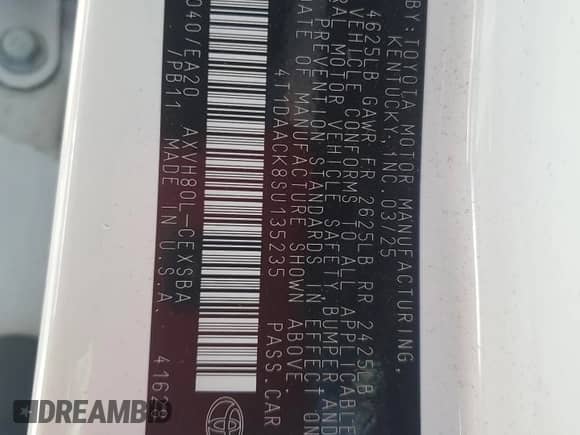 BY:TOYOTA MOTOR MANUFACTURING,
KENTUCKY,INC.03/25
4625LB GAWR FR 2625LB RR 2425LB
VEHICLE CONFORMS TO ALL APPLICABLE
RAL MOTOR VEHICLE SAFETY,BUMPER AND
PREVENTION STANDARDS IN EFFECT ON
DATE OF MANUFACTURE SHOWN ABOVE.
4T1DAACK8SU135235 PASS.CAR
040/EA20 AXVH80L-CEXSBA
/PB11 MADE IN U.S.A. 41628
DREAMBID